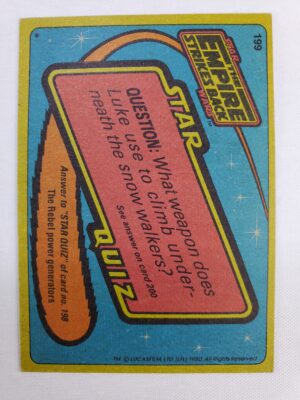 199
STAR
THE
EMPIRE
STRIKES BACK
WARS
STAR
QUESTION: What weapon does
Luke use to climb under-
neath the snow walkers?
See answer on card 200
QUIZ
Answer to "STAR QUIZ" of card no. 198
The Rebel power generators
TM: © LUCASFILM, LTD. (LFL) 1980. All Rights Reserved